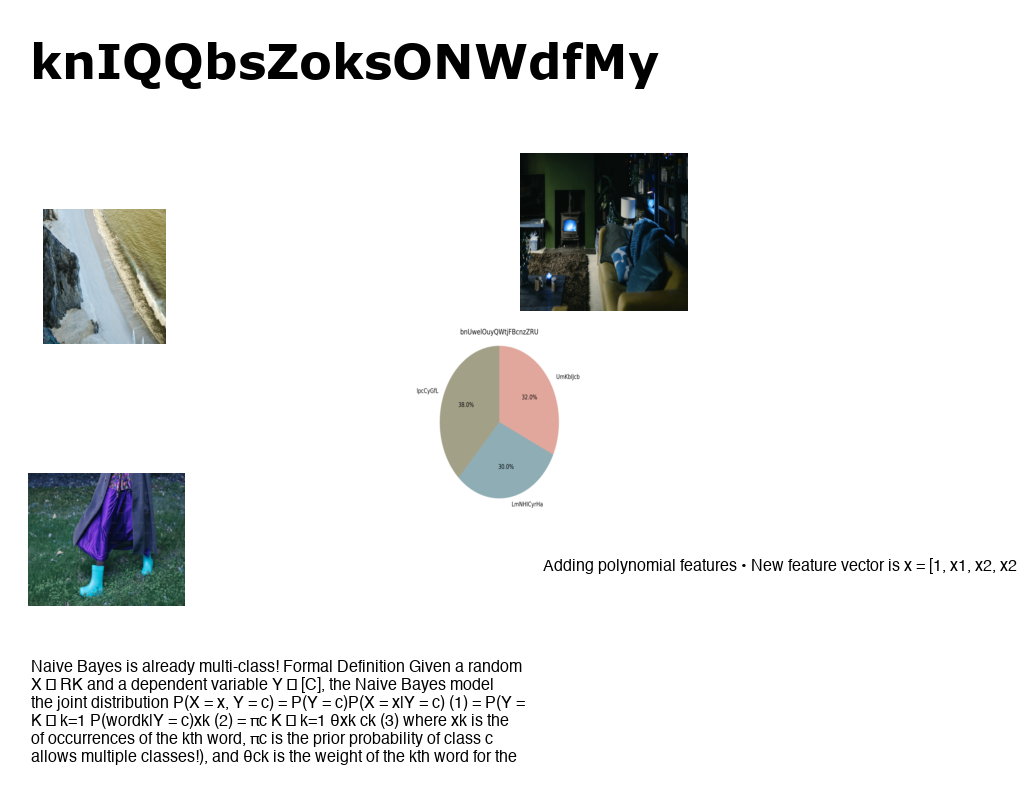 knIQQbsZoksONWdfMy
bnUwelOuyQWtjFBcnzZRU
UmKbIJcb
IpcCyGfL
38.0%
32.0%
30.0%
LmNHICyrHa
Adding polynomial features • New feature vector is x = [1, x1, x2, x2
Naive Bayes is already multi-class! Formal Definition Given a random
X □ RK and a dependent variable Y □ [C], the Naive Bayes model
the joint distribution P(X = x, Y = c) = P(Y = c)P(X = x|Y = c) (1) = P(Y =
K □ k=1 P(wordk|Y = c)xk (2) = πc K □ k=1 θxk ck (3) where xk is the
of occurrences of the kth word, πc is the prior probability of class c
allows multiple classes!), and θck is the weight of the kth word for the